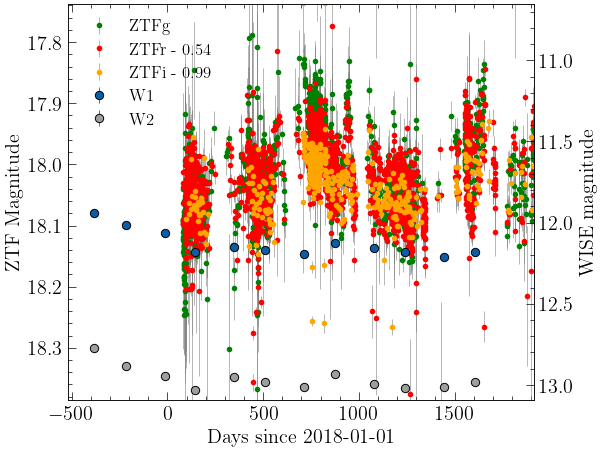 ZTFg
ZTFr - 0.54
ZTFi - 0.99
W1
W2
17.8
17.9
18.0
18.1
18.2
18.3
ZTF Magnitude
11.0
11.5
12.0
12.5
13.0
WISE magnitude
−500
0
500
1000
1500
Days since 2018-01-01